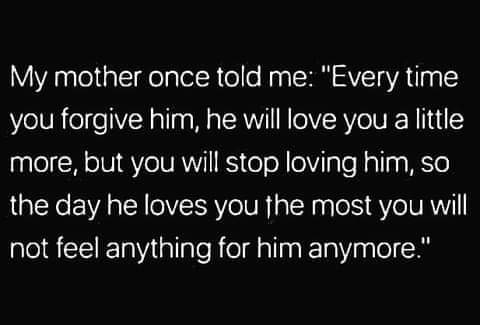 My mother once told me: "Every time
you forgive him, he will love you a little
more, but you will stop loving him, so
the day he loves you the most you will
not feel anything for him anymore."